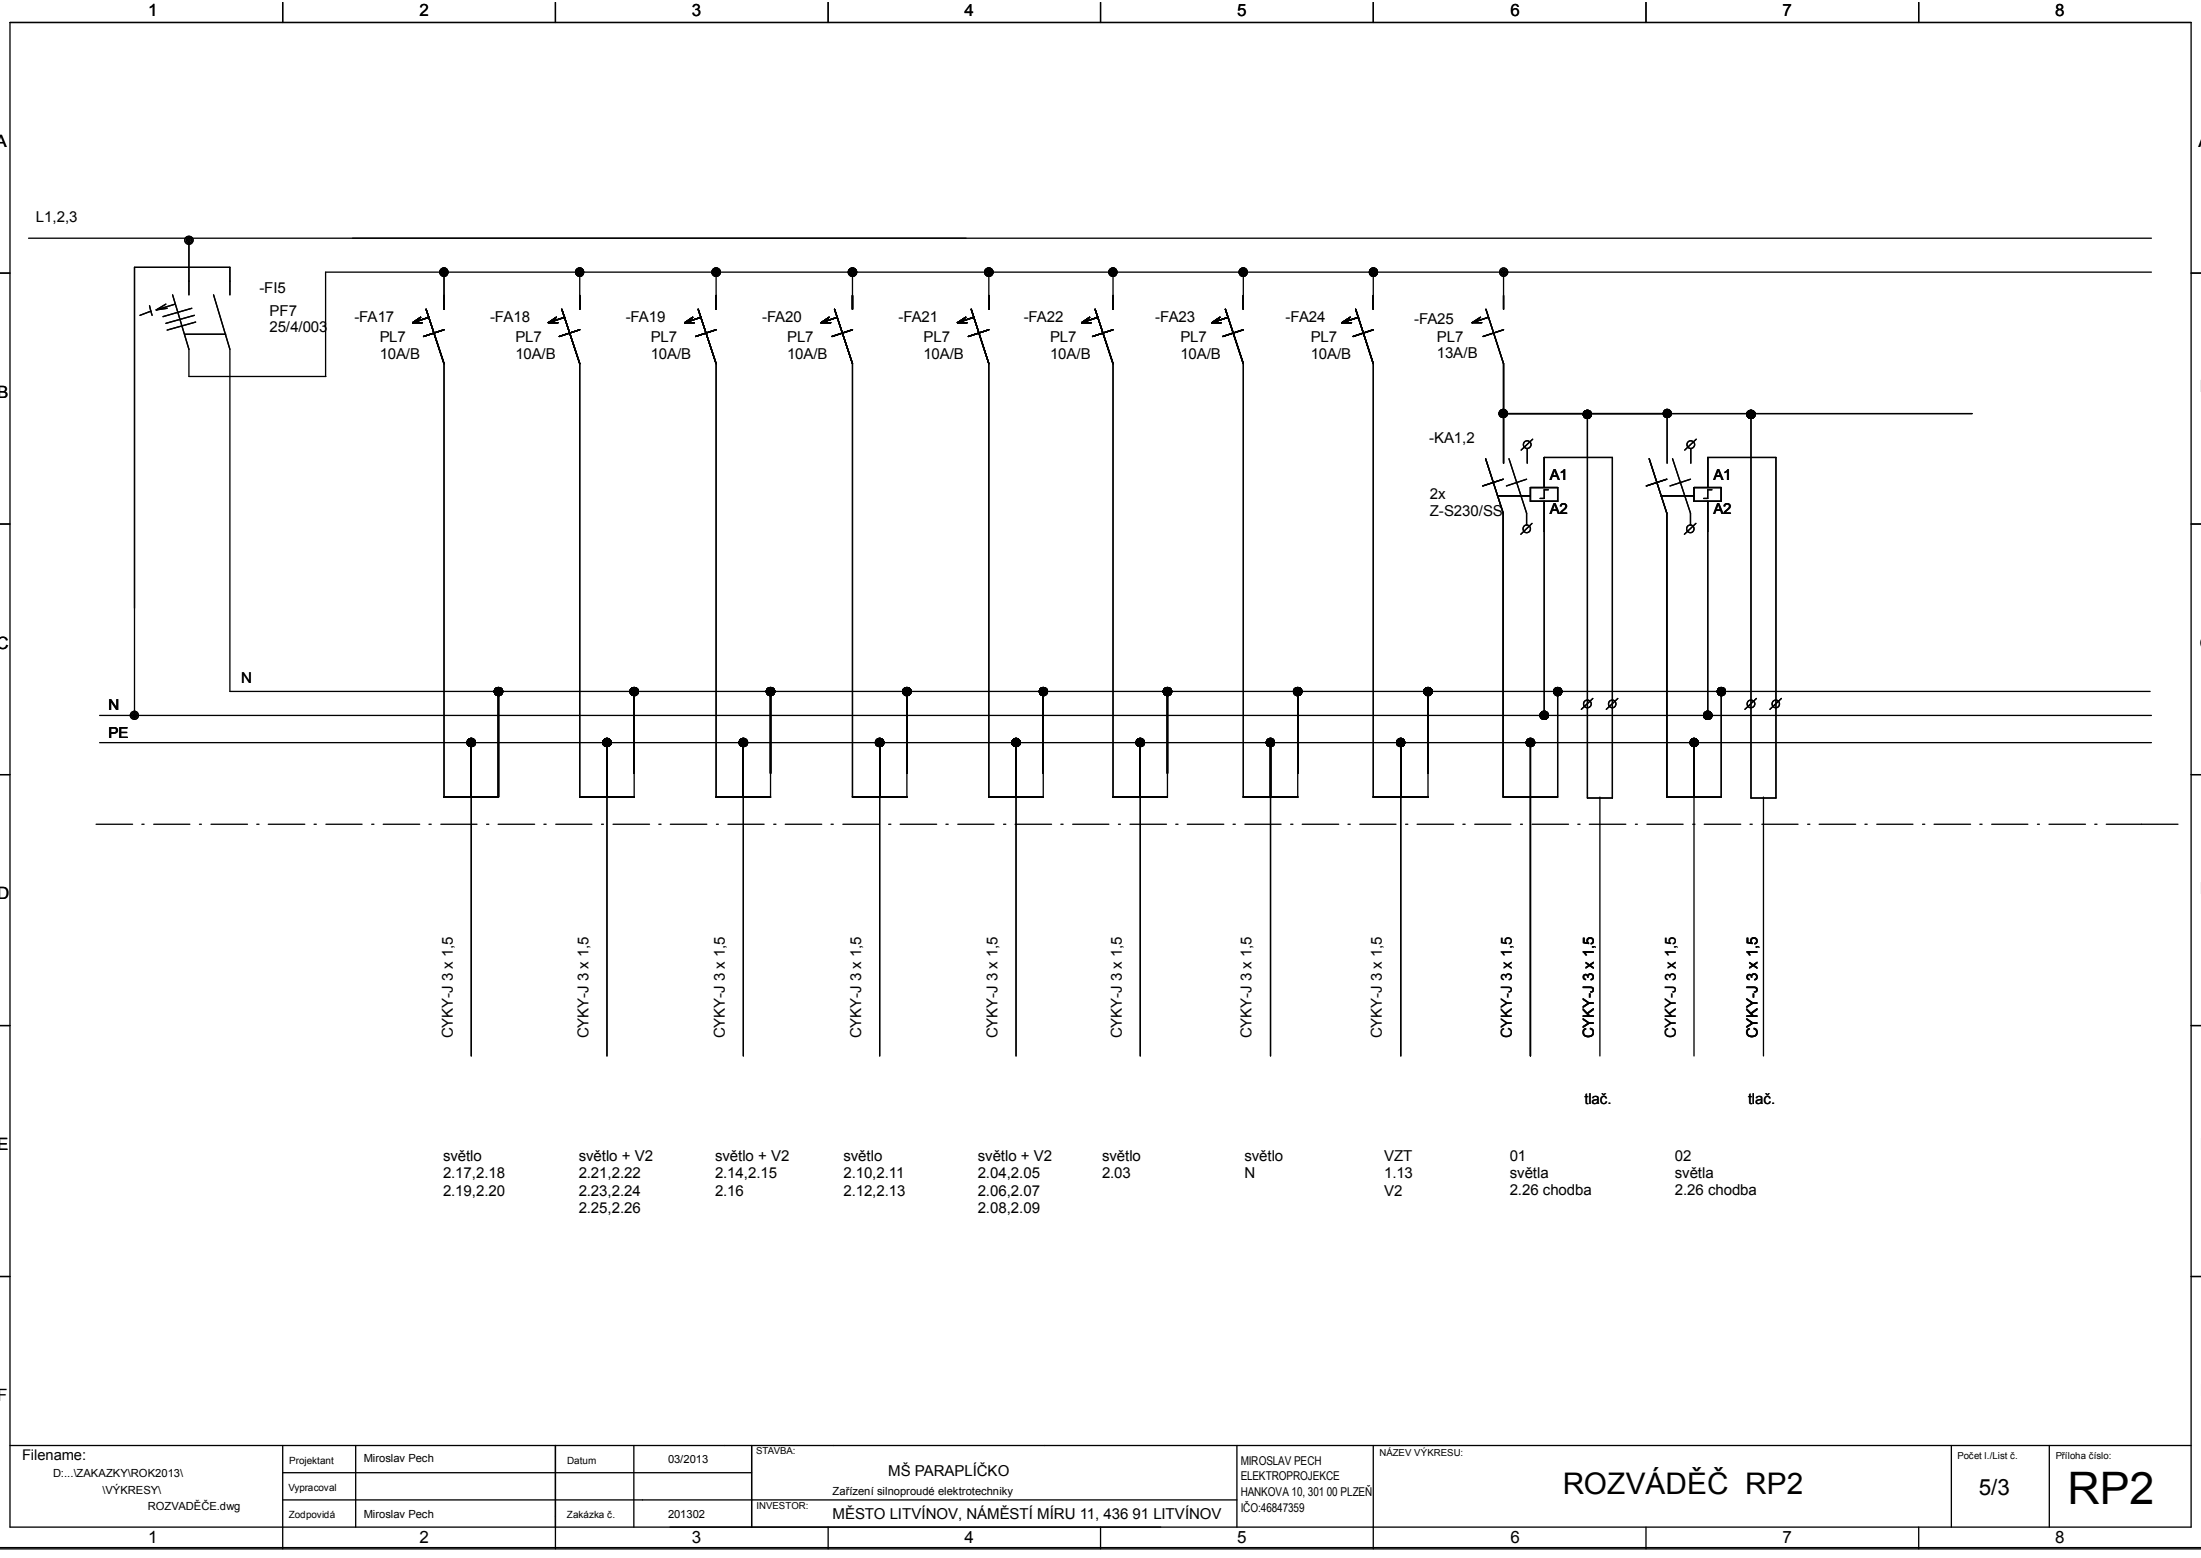 1 2 3 4 5 6 7 8
A
L1,2,3
-FI5
PF7
25/4/003
-FA17
PL7
10A/B
-FA18
PL7
10A/B
-FA19
PL7
10A/B
-FA20
PL7
10A/B
-FA21
PL7
10A/B
-FA22
PL7
10A/B
-FA23
PL7
10A/B
-FA24
PL7
10A/B
-FA25
PL7
13A/B
B
-KA1,2
2x
Z-S230/SS
A1
A2
A1
A2
C
N
N
PE
D
CYKY-J 3 x 1,5
CYKY-J 3 x 1,5
CYKY-J 3 x 1,5
CYKY-J 3 x 1,5
CYKY-J 3 x 1,5
CYKY-J 3 x 1,5
CYKY-J 3 x 1,5
CYKY-J 3 x 1,5
CYKY-J 3 x 1,5
CYKY-J 3 x 1,5
CYKY-J 3 x 1,5
CYKY-J 3 x 1,5
tlač.
tlač.
E
světlo
2.17,2.18
2.19,2.20
světlo + V2
2.21,2.22
2.23,2.24
2.25,2.26
světlo + V2
2.14,2.15
2.16
světlo
2.10,2.11
2.12,2.13
světlo + V2
2.04,2.05
2.06,2.07
2.08,2.09
světlo
2.03
světlo
N
VZT
1.13
V2
01
světla
2.26 chodba
02
světla
2.26 chodba
F
Filename:
D:...\ZAKAZKY\ROK2013\
\VÝKRESY\
ROZVADĚČE.dwg
Projektant Miroslav Pech
Vypracoval
Zodpovídá Miroslav Pech
Datum 03/2013
Zakázka č. 201302
STAVBA:
MŠ PARAPLÍČKO
Zařízení silnoproudé elektrotechniky
INVESTOR:
MĚSTO LITVÍNOV, NÁMĚSTÍ MÍRU 11, 436 91 LITVÍNOV
MIROSLAV PECH
ELEKTROPROJEKCE
HANKOVA 10, 301 00 PLZEŇ
IČO:46847359
NÁZEV VÝKRESU:
ROZVÁDĚČ RP2
Počet l./List č.
5/3
Příloha číslo:
RP2
1 2 3 4 5 6 7 8